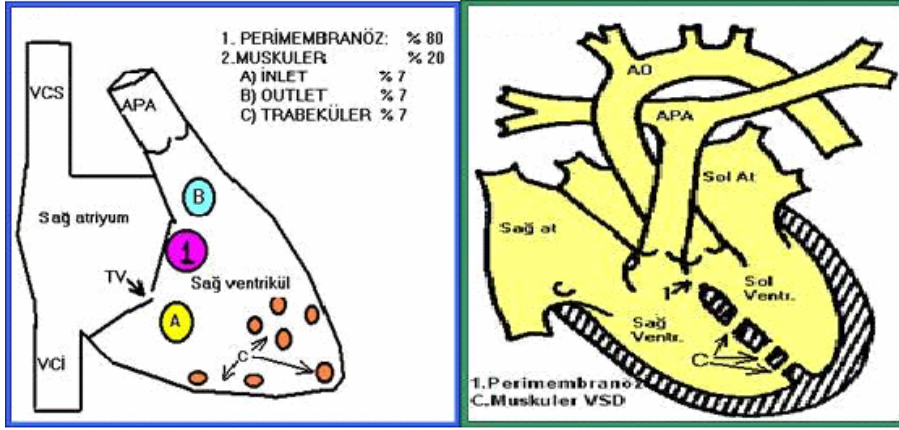 1. PERİMEMBRANÖZ: % 80
2.MUSKULER % 20
A) İNLET % 7
B) OUTLET % 7
C) TRABEKÜLER % 7
VCS
APA
B
Sağ atriyum
1
Sağ ventrikül
TV
A
C
VCİ
AO
APA
Sol At
Sağ at
1
Sol
Ventr.
Sağ
Ventr.
C
1.Perimembranöz
C.Muskuler VSD